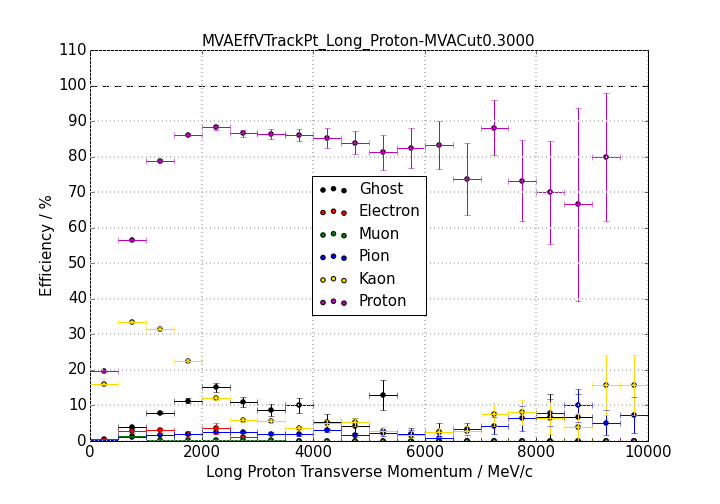 MVAEffVTrackPt_Long_Proton-MVACut0.3000
110
100
90
80
70
60
50
40
30
20
10
0
Efficiency / %
Ghost
Electron
Muon
Pion
Kaon
Proton
0 2000 4000 6000 8000 10000
Long Proton Transverse Momentum / MeV/c